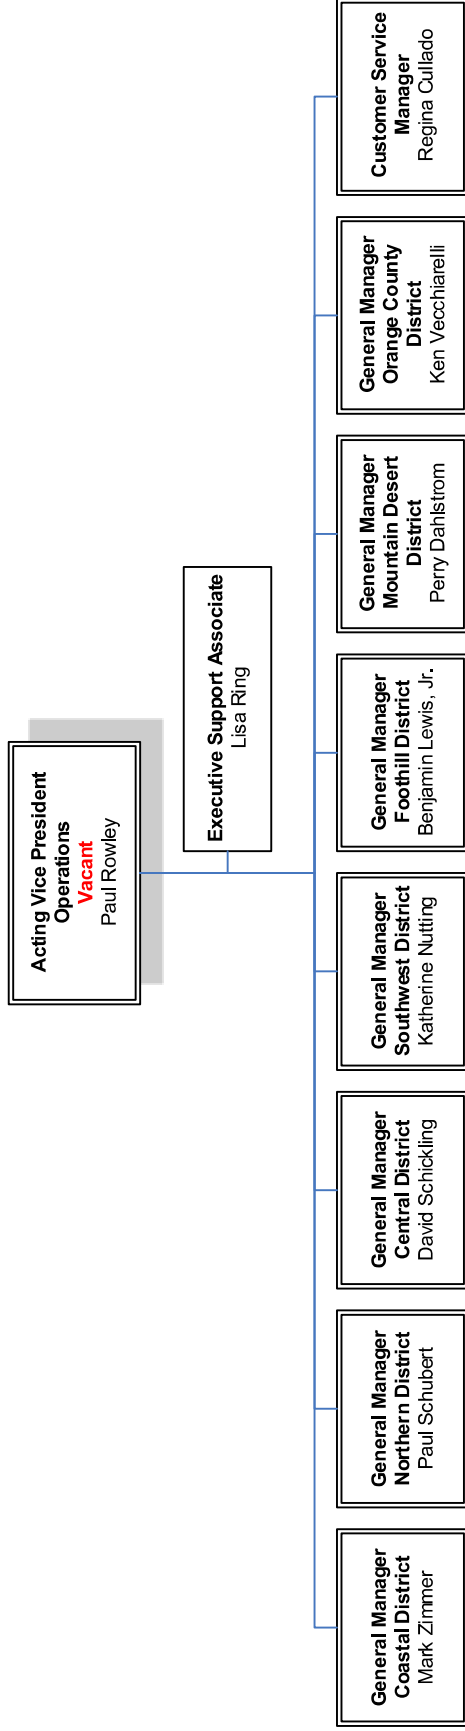 Acting Vice President
Operations
Vacant
Paul Rowley
Executive Support Associate
Lisa Ring
General Manager
Coastal District
Mark Zimmer
General Manager
Northern District
Paul Schubert
General Manager
Central District
David Schickling
General Manager
Southwest District
Katherine Nutting
General Manager
Foothill District
Benjamin Lewis, Jr.
General Manager
Mountain Desert
District
Perry Dahlstrom
General Manager
Orange County
District
Ken Vecchiarelli
Customer Service
Manager
Regina Cullado